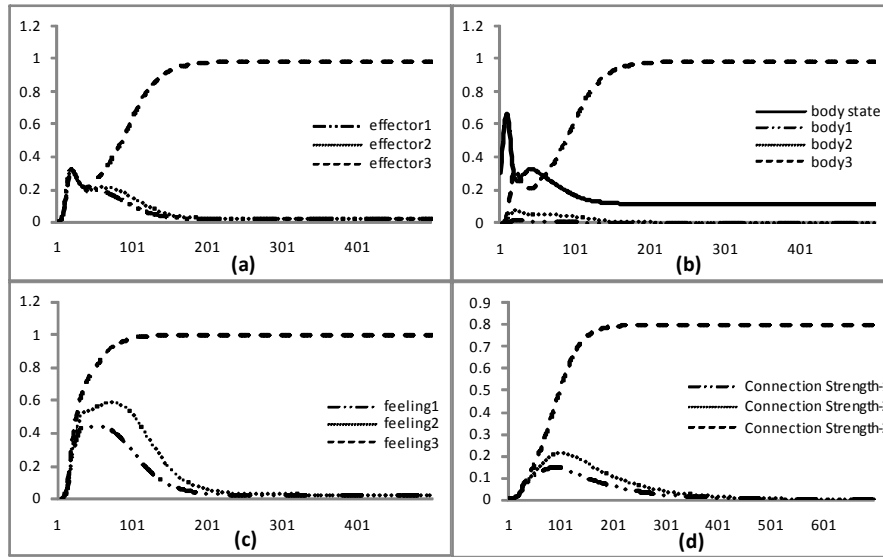 1.2
1
0.8
0.6
0.4
0.2
0
effector1
effector2
effector3
1 101 201 301 401
(a)
1.2
1
0.8
0.6
0.4
0.2
0
body state
body1
body2
body3
1 101 201 301 401
(b)
1.2
1
0.8
0.6
0.4
0.2
0
feeling1
feeling2
feeling3
1 101 201 301 401
(c)
0.9
0.8
0.7
0.6
0.5
0.4
0.3
0.2
0.1
0
Connection Strength-
Connection Strength-
Connection Strength-
1 101 201 301 401 501 601
(d)